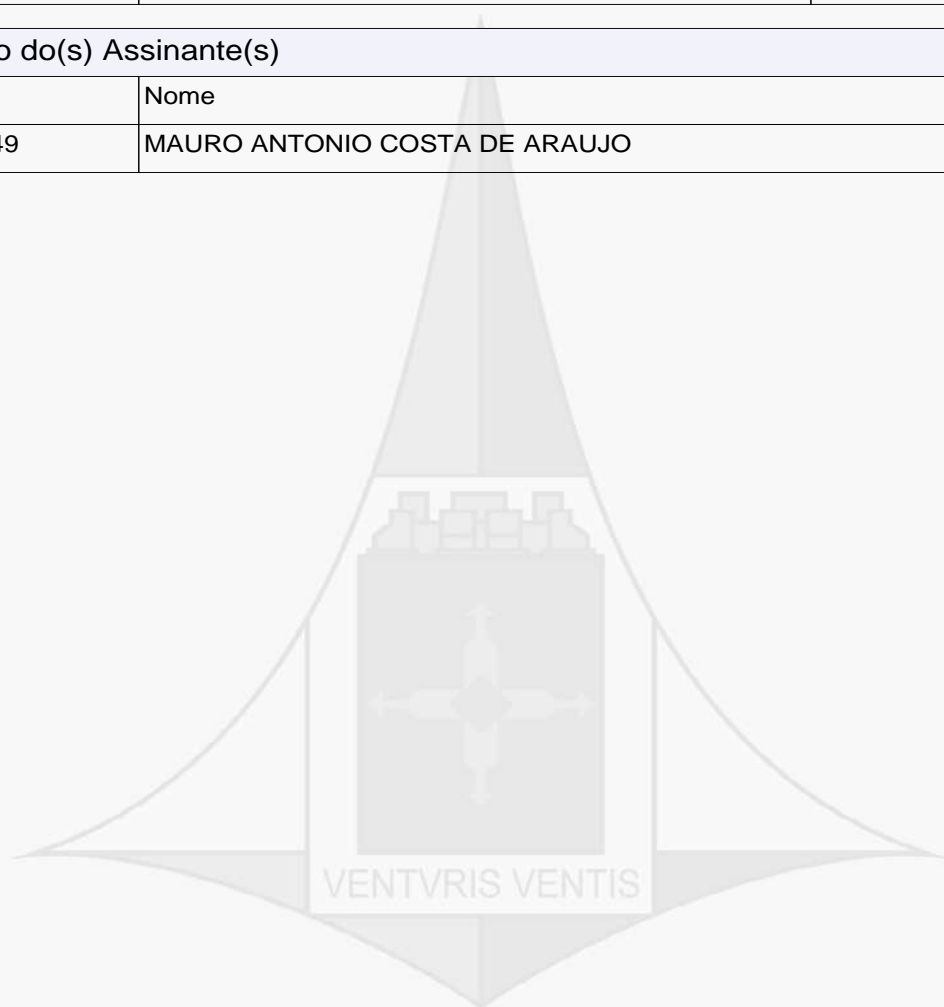 o do(s) Assinante(s)
Nome
49 MAURO ANTONIO COSTA DE ARAUJO
VENTVRIS VENTIS